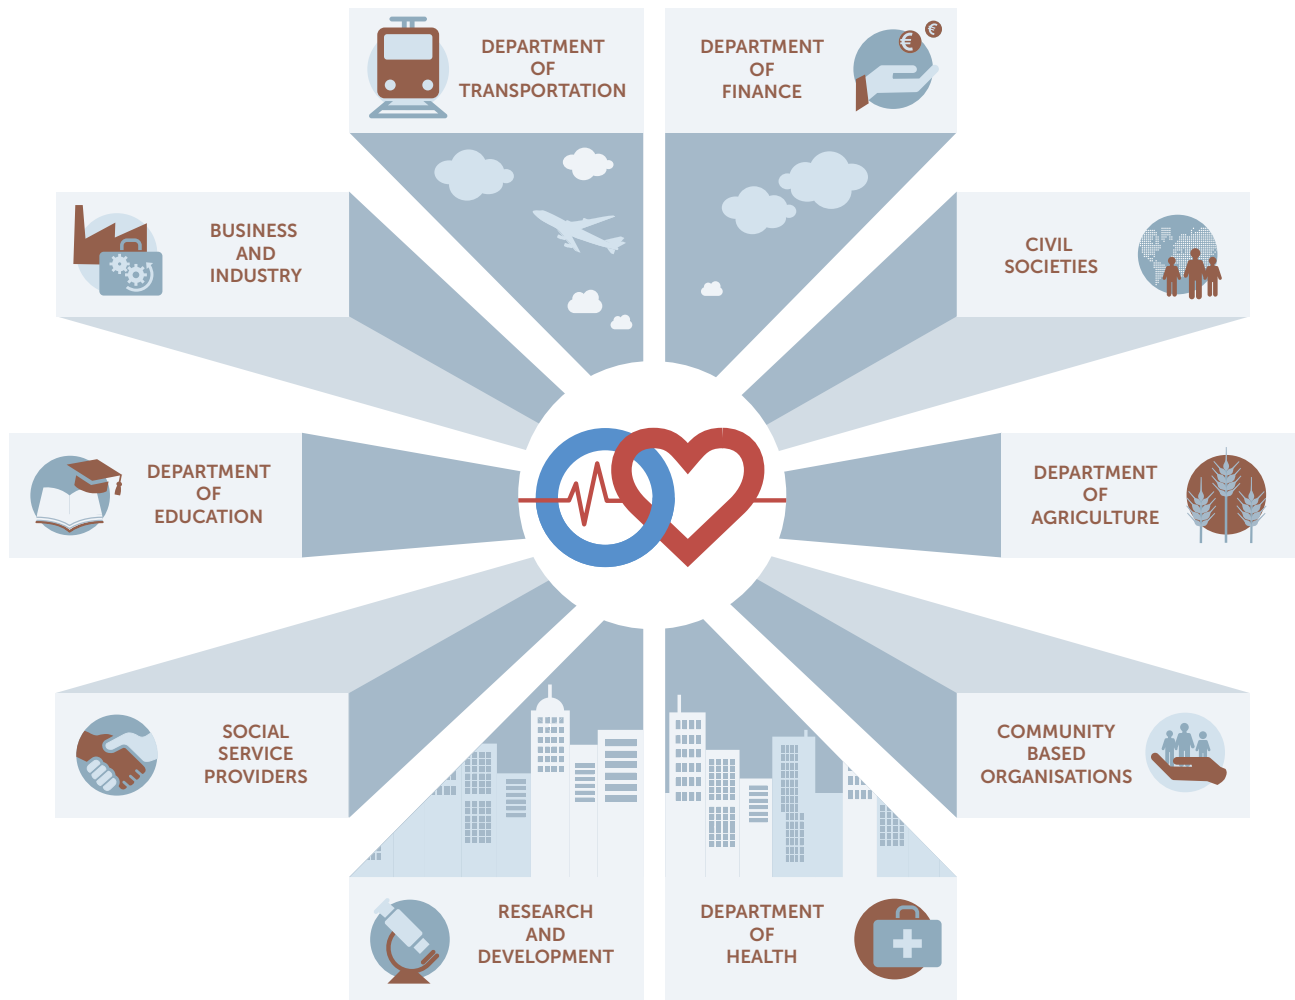 DEPARTMENT
OF
TRANSPORTATION
DEPARTMENT
OF
FINANCE
€
€
BUSINESS
AND
INDUSTRY
CIVIL
SOCIETIES
DEPARTMENT
OF
EDUCATION
DEPARTMENT
OF
AGRICULTURE
SOCIAL
SERVICE
PROVIDERS
COMMUNITY
BASED
ORGANISATIONS
RESEARCH
AND
DEVELOPMENT
DEPARTMENT
OF
HEALTH